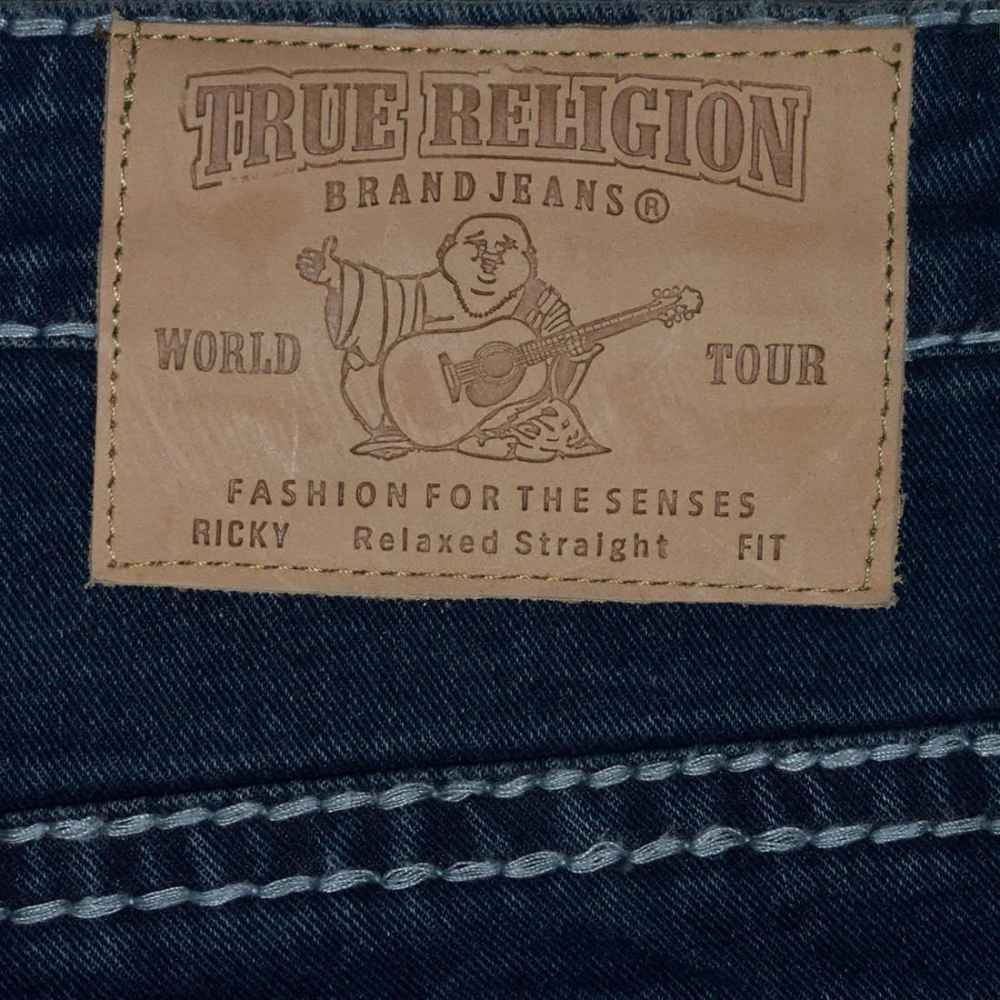 TRUE RELIGION
BRAND JEANS®
WORLD TOUR
FASHION FOR THE SENSES
RICKY Relaxed Straight FIT